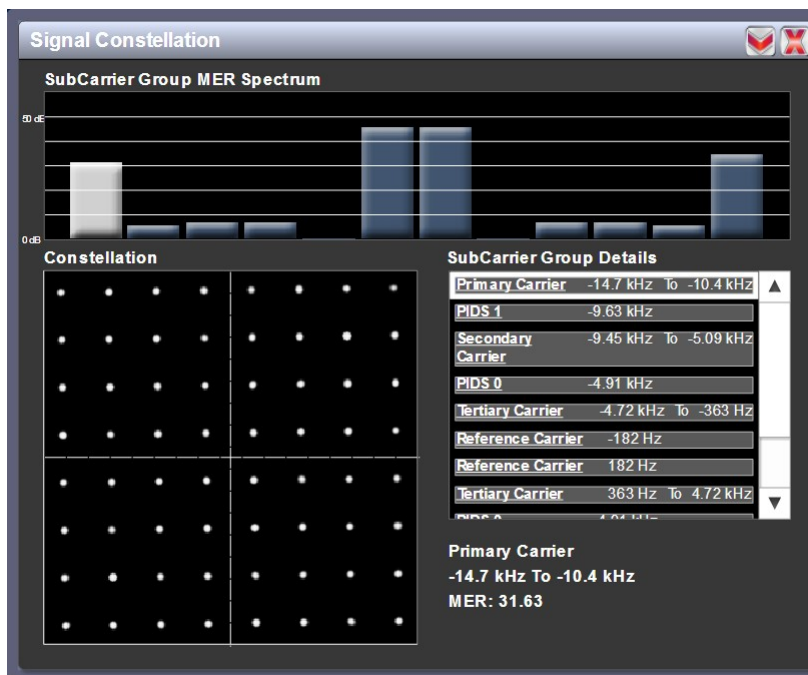 Signal Constellation
SubCarrier Group MER Spectrum
50 dB
0 dB
Constellation
SubCarrier Group Details
Primary Carrier -14.7 kHz To -10.4 kHz
PIDS 1 -9.63 kHz
Secondary -9.45 kHz To -5.09 kHz
Carrier
PIDS 0 -4.91 kHz
Tertiary Carrier -4.72 kHz To -363 Hz
Reference Carrier -182 Hz
Reference Carrier 182 Hz
Tertiary Carrier 363 Hz To 4.72 kHz
Primary Carrier
-14.7 kHz To -10.4 kHz
MER: 31.63